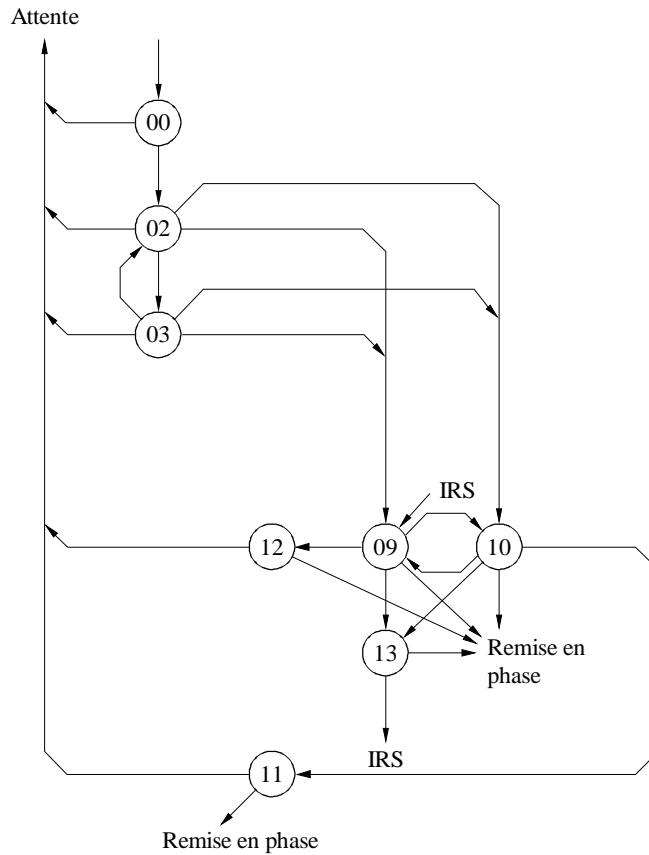 Attente
00
02
03
IRS
12
09
10
13
Remise en
phase
IRS
11
Remise en phase